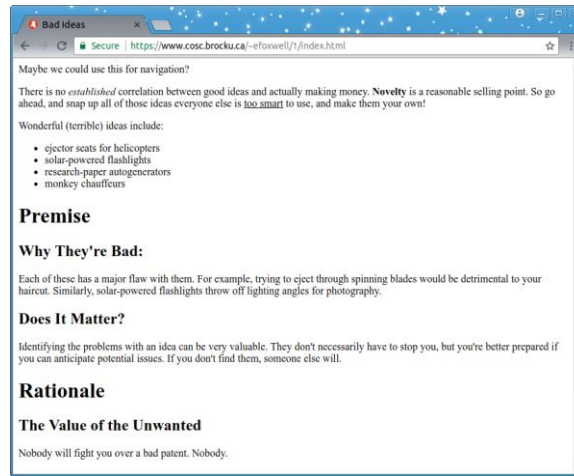 Bad Ideas
Secure | https://www.cosc.brocku.ca/~efoxwell/1/index.html
Maybe we could use this for navigation?
There is no established correlation between good ideas and actually making money. Novelty is a reasonable selling point. So go
ahead, and snap up all of those ideas everyone else is too smart to use, and make them your own!
Wonderful (terrible) ideas include:
• ejector seats for helicopters
• solar-powered flashlights
• research-paper autogenerators
• monkey chauffeurs
Premise
Why They're Bad:
Each of these has a major flaw with them. For example, trying to eject through spinning blades would be detrimental to your
haircut. Similarly, solar-powered flashlights throw off lighting angles for photography.
Does It Matter?
Identifying the problems with an idea can be very valuable. They don't necessarily have to stop you, but you're better prepared if
you can anticipate potential issues. If you don't find them, someone else will.
Rationale
The Value of the Unwanted
Nobody will fight you over a bad patent. Nobody.